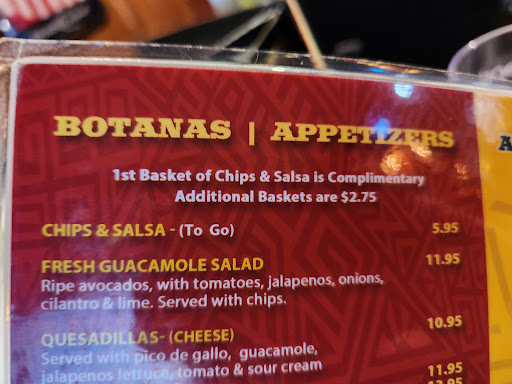 BOTANAS | APPETIZERS
1st Basket of Chips & Salsa is Complimentary
Additional Baskets are $2.75
CHIPS & SALSA - (To Go) 5.95
FRESH GUACAMOLE SALAD 11.95
Ripe avocados, with tomatoes, jalapenos, onions,
cilantro & lime. Served with chips.
QUESADILLAS- (CHEESE) 10.95
Served with pico de gallo, guacamole,
jalapenos lettuce, tomato & sour cream 11.95